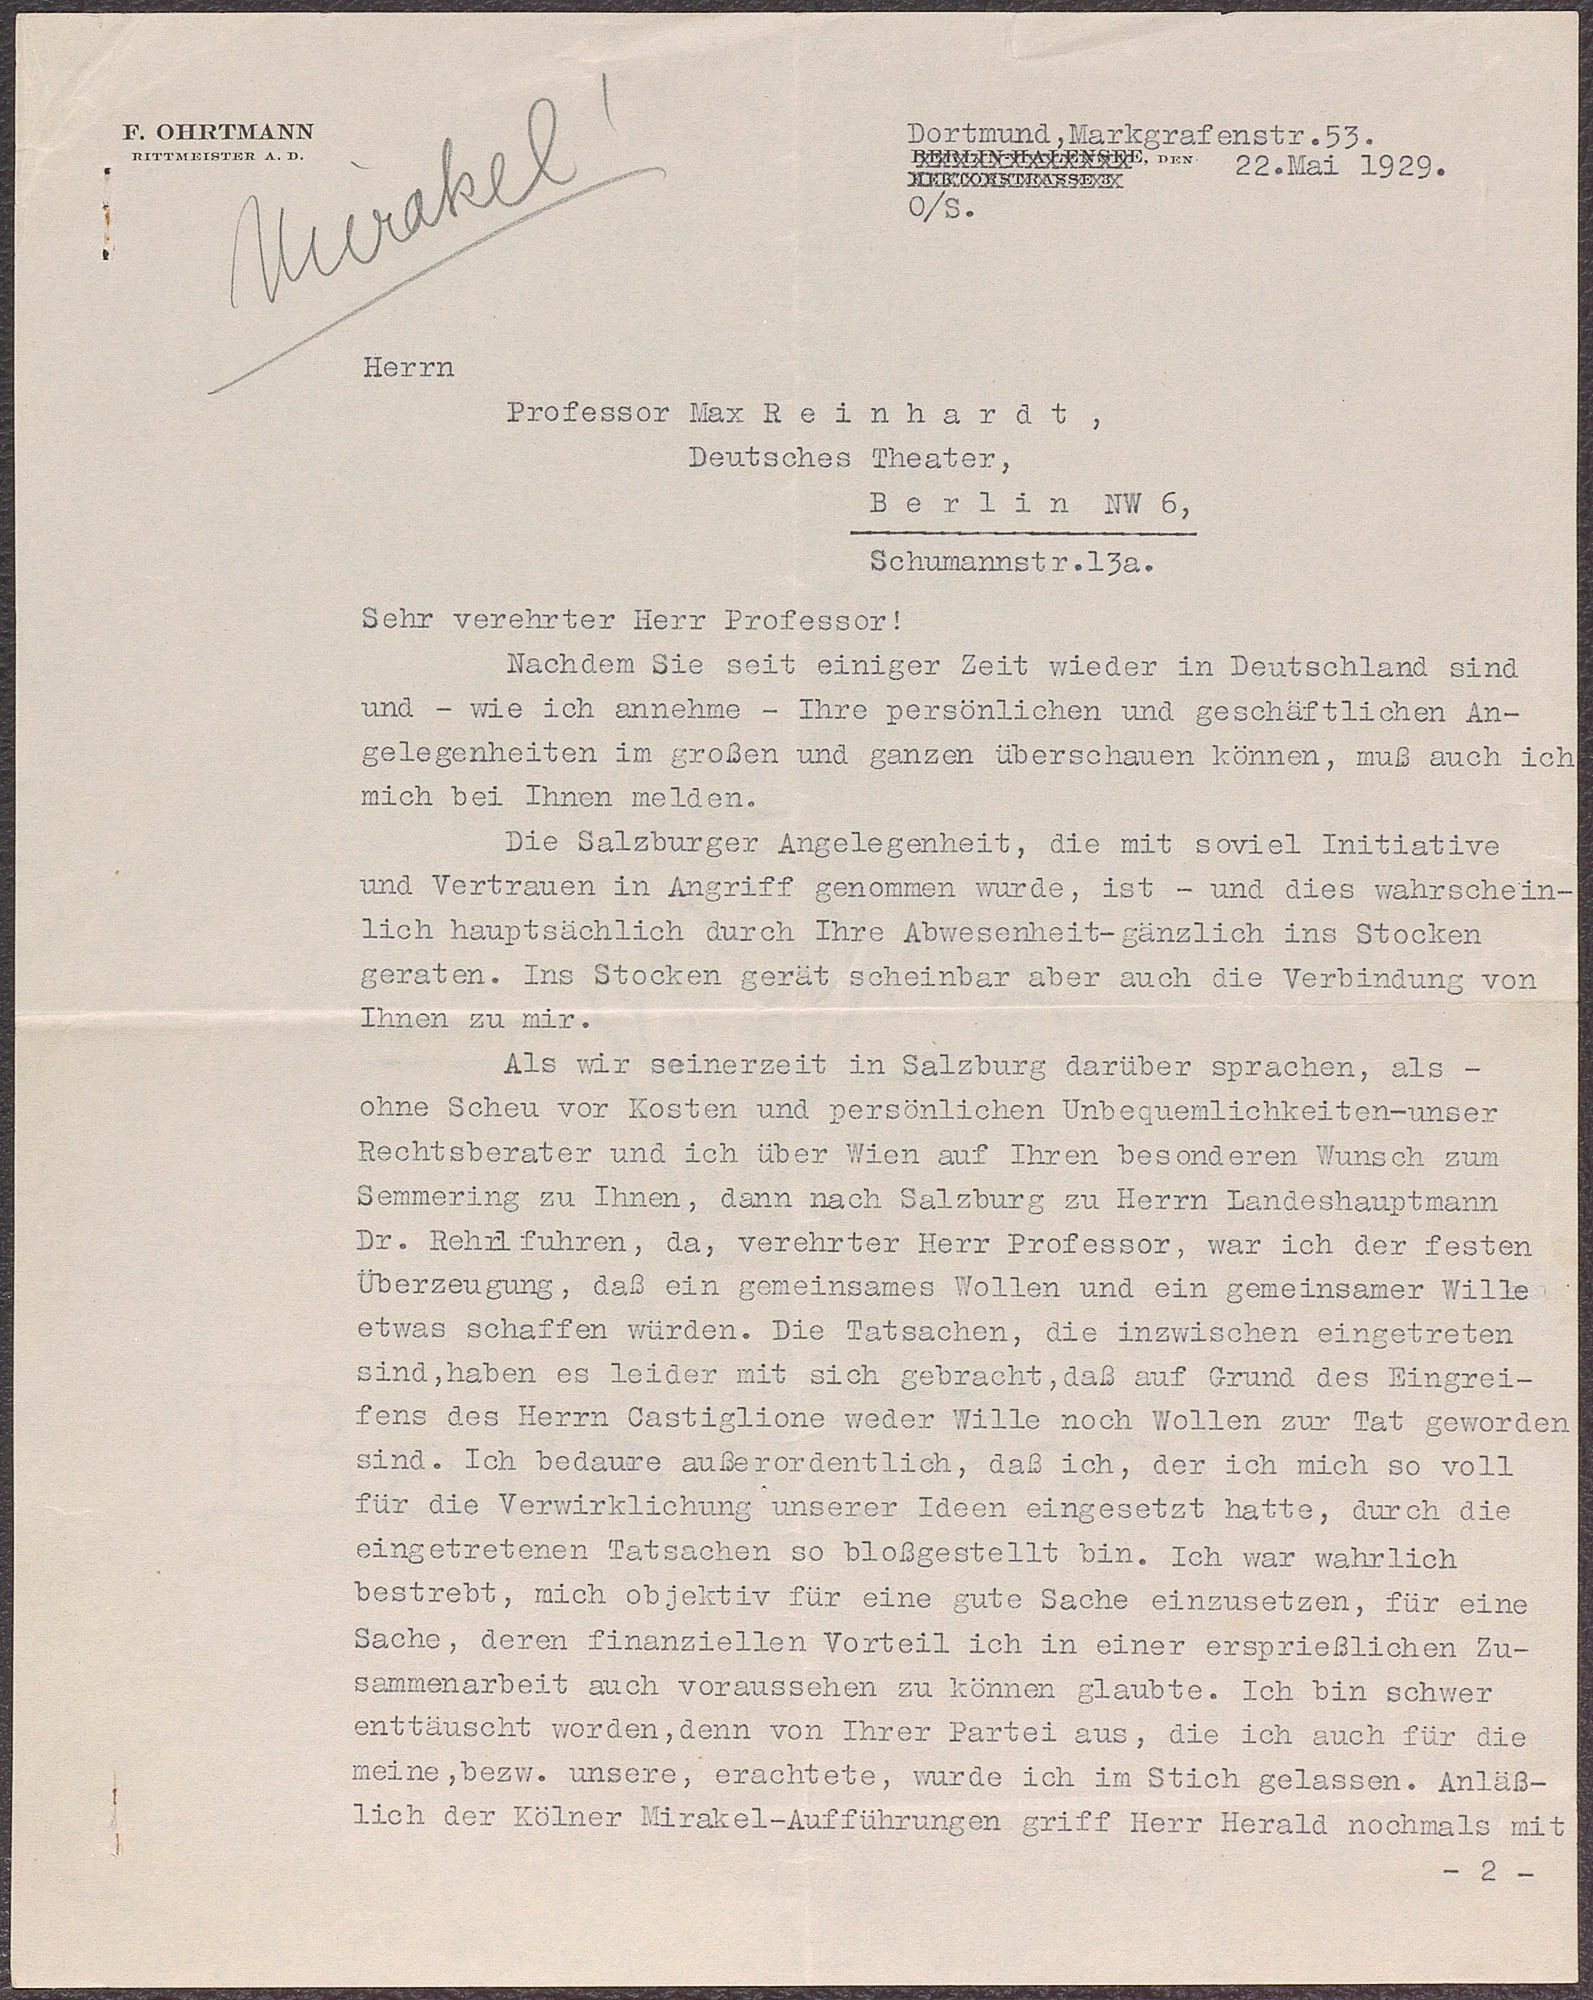 F. OHRTMANN
RITTMEISTER A. D.
Mirakel!
Dortmund,Markgrafenstr.53.
BERLIN-HALENSEE, DEN 22.Mai 1929.
HEKTORSTRASSE 3
O/S.
Herrn
Professor Max R e i n h a r d t ,
Deutsches Theater,
B e r l i n NW 6,
Schumannstr.13a.
Sehr verehrter Herr Professor!
Nachdem Sie seit einiger Zeit wieder in Deutschland sind
und - wie ich annehme - Ihre persönlichen und geschäftlichen An-
gelegenheiten im großen und ganzen überschauen können, muß auch ich
mich bei Ihnen melden.
Die Salzburger Angelegenheit, die mit soviel Initiative
und Vertrauen in Angriff genommen wurde, ist - und dies wahrschein-
lich hauptsächlich durch Ihre Abwesenheit-gänzlich ins Stocken
geraten. Ins Stocken gerät scheinbar aber auch die Verbindung von
Ihnen zu mir.
Als wir seinerzeit in Salzburg darüber sprachen, als -
ohne Scheu vor Kosten und persönlichen Unbequemlichkeiten-unser
Rechtsberater und ich über Wien auf Ihren besonderen Wunsch zum
Semmering zu Ihnen, dann nach Salzburg zu Herrn Landeshauptmann
Dr. Rehrl fuhren, da, verehrter Herr Professor, war ich der festen
Überzeugung, daß ein gemeinsames Wollen und ein gemeinsamer Wille
etwas schaffen würden. Die Tatsachen, die inzwischen eingetreten
sind,haben es leider mit sich gebracht,daß auf Grund des Eingrei-
fens des Herrn Castiglione weder Wille noch Wollen zur Tat geworden
sind. Ich bedaure außerordentlich, daß ich, der ich mich so voll
für die Verwirklichung unserer Ideen eingesetzt hatte, durch die
eingetretenen Tatsachen so bloßgestellt bin. Ich war wahrlich
bestrebt, mich objektiv für eine gute Sache einzusetzen, für eine
Sache, deren finanziellen Vorteil ich in einer ersprießlichen Zu-
sammenarbeit auch voraussehen zu können glaubte. Ich bin schwer
enttäuscht worden,denn von Ihrer Partei aus, die ich auch für die
meine,bezw. unsere, erachtete, wurde ich im Stich gelassen. Anläß-
lich der Kölner Mirakel-Aufführungen griff Herr Herald nochmals mit
- 2 -